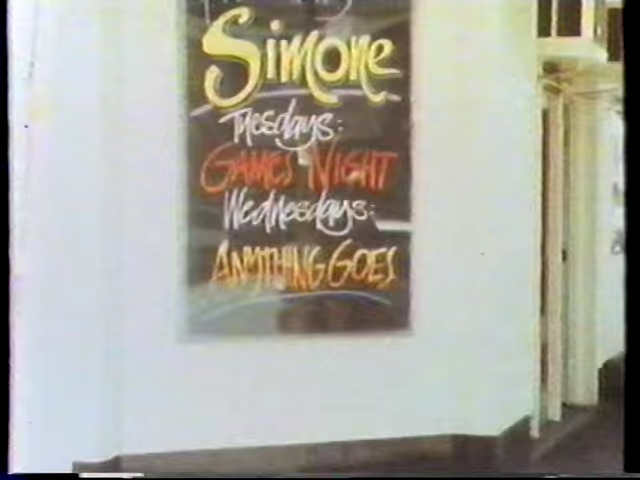 Simone
Tuesdays:
GAMES NIGHT
Wednesdays:
ANYTHING GOES